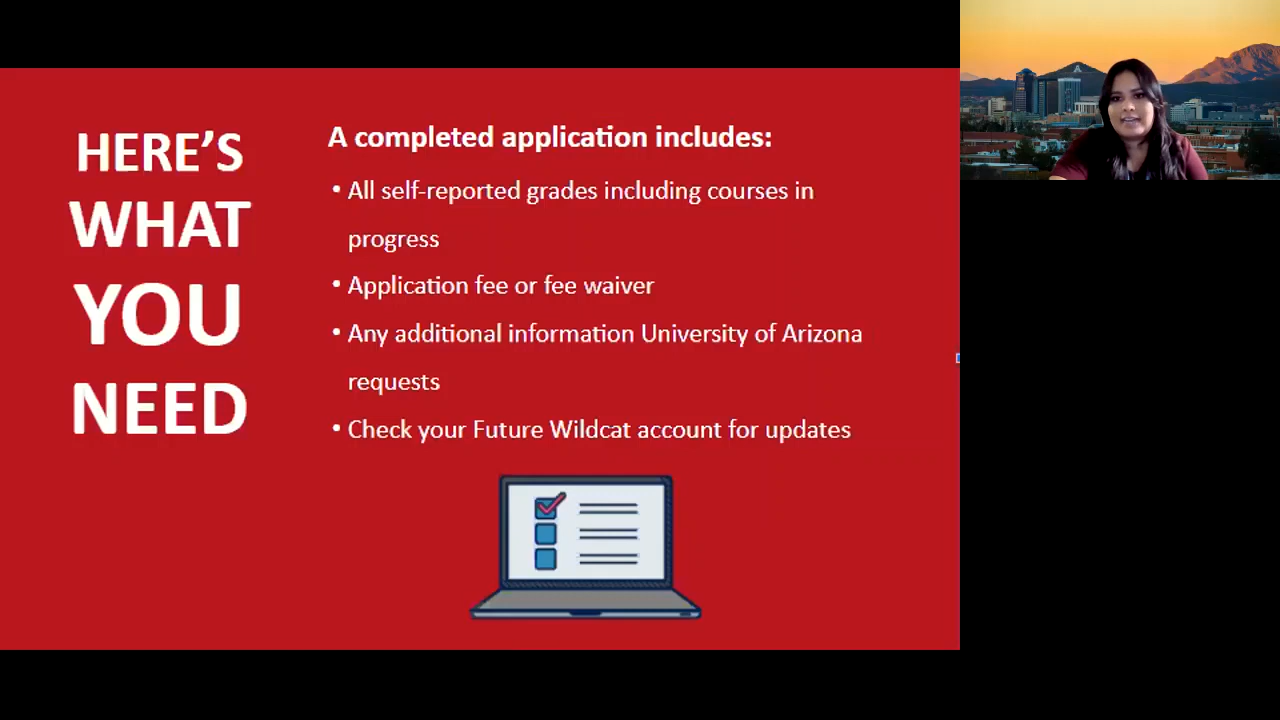 HERE'S
WHAT
YOU
NEED
A completed application includes:
• All self-reported grades including courses in
progress
• Application fee or fee waiver
• Any additional information University of Arizona
requests
• Check your Future Wildcat account for updates